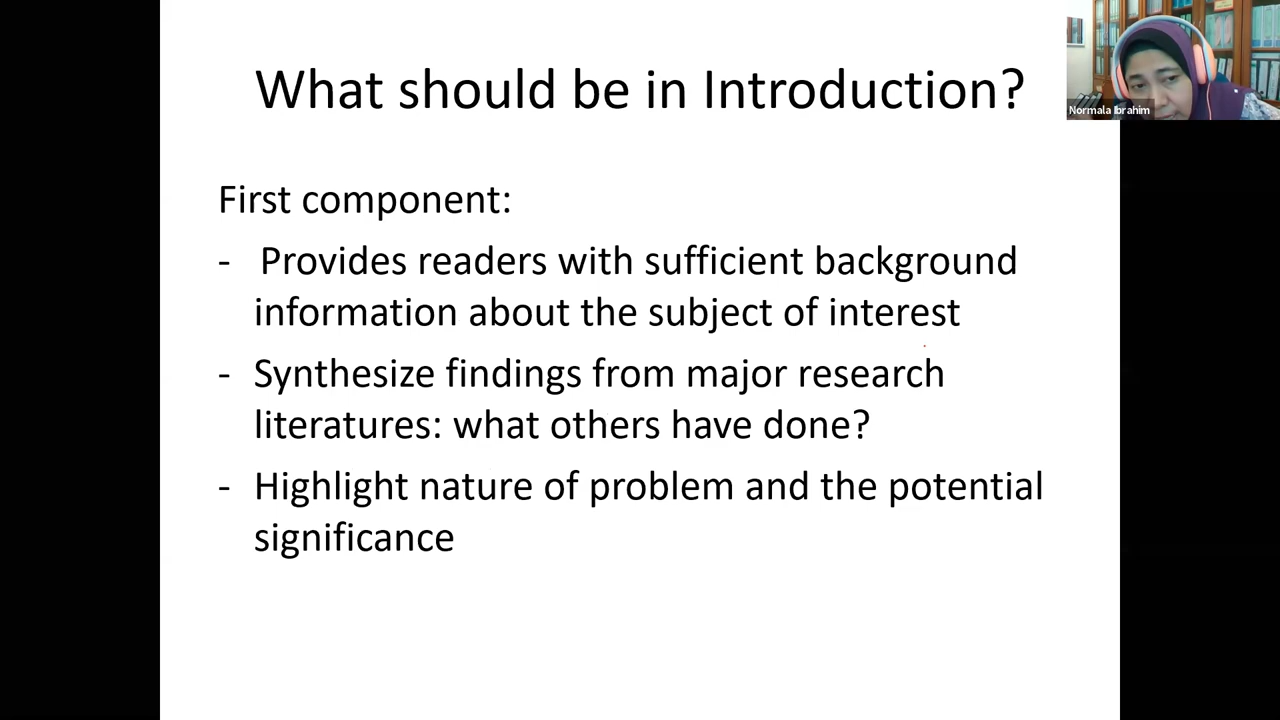 What should be in Introduction?
Normala Ibrahim
First component:
- Provides readers with sufficient background
information about the subject of interest
- Synthesize findings from major research
literatures: what others have done?
- Highlight nature of problem and the potential
significance